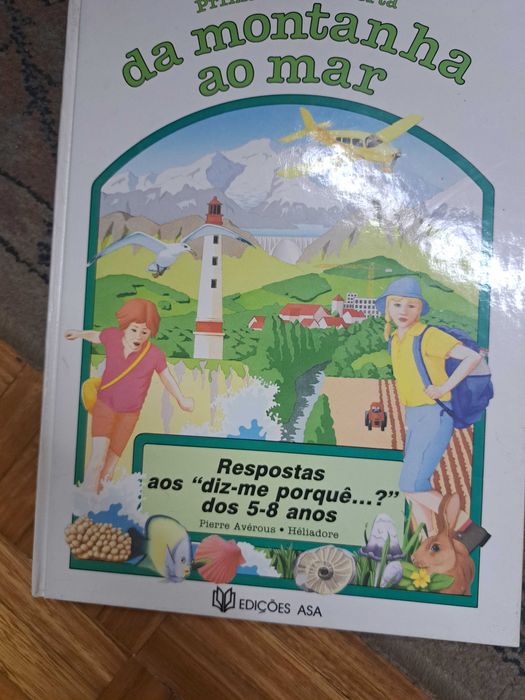 da montanha
ao mar
Respostas
aos "diz-me porquê...?"
dos 5-8 anos
Pierre Avérous • Héliadore
EDIÇÕES ASA